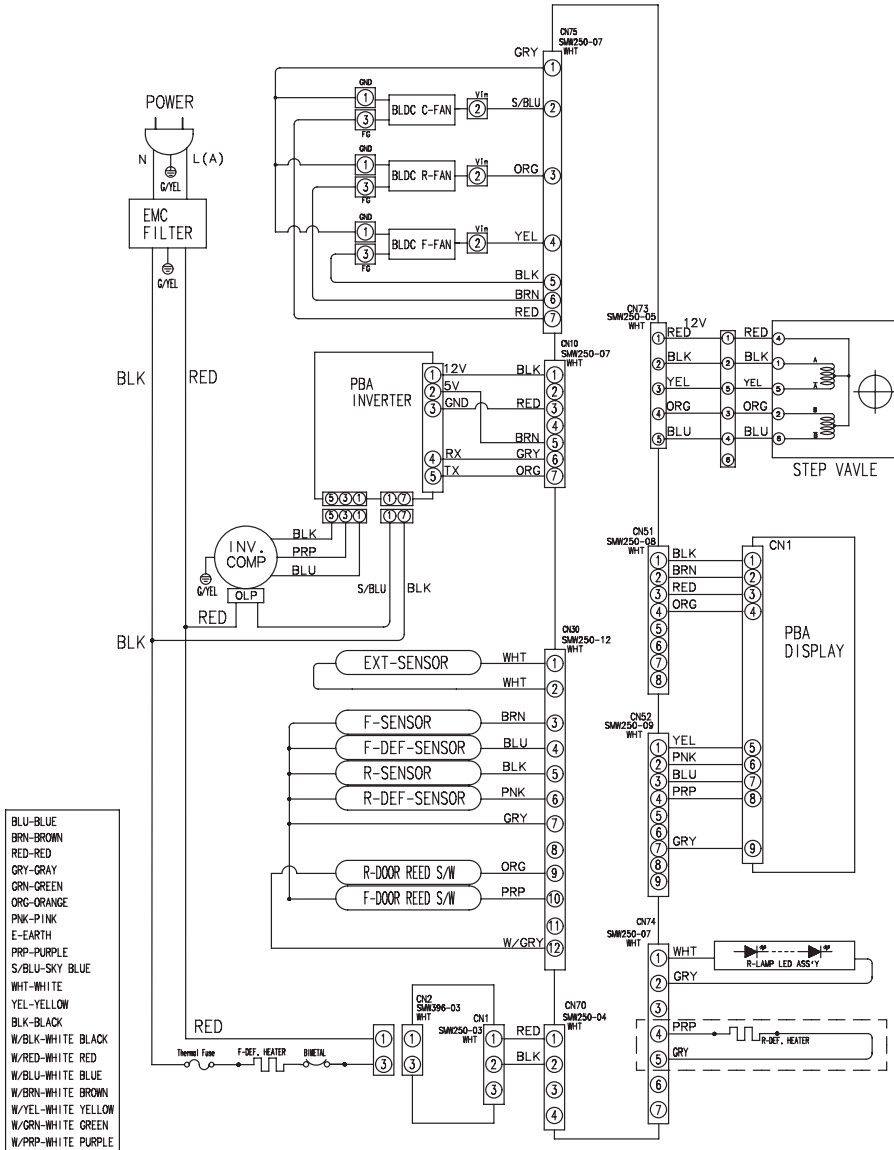 POWER
N
L(A)
G/YEL
EMC
FILTER
G/YEL
BLK
RED
CN75
SMW250-07
WHT
GRY
1
GND
1
BLDC C-FAN
Vin
2
S/BLU
2
3
FG
GND
1
BLDC R-FAN
Vin
2
ORG
3
3
FG
GND
1
BLDC F-FAN
Vin
2
YEL
4
3
FG
BLK
5
BRN
6
RED
7
CN10
SMW250-07
WHT
PBA
INVERTER
1
12V
BLK
1
2
5V
2
3
GND
RED
3
4
BRN
5
4
RX
GRY
6
5
TX
ORG
7
5 3 1
1 7
5 3 1
1 7
BLK
PRP
BLU
INV.
COMP
G/YEL
OLP
S/BLU
BLK
RED
BLK
CN30
SMW250-12
WHT
EXT-SENSOR
WHT
1
WHT
2
F-SENSOR
BRN
3
F-DEF-SENSOR
BLU
4
R-SENSOR
BLK
5
R-DEF-SENSOR
PNK
6
GRY
7
8
R-DOOR REED S/W
ORG
9
F-DOOR REED S/W
PRP
10
11
W/GRY
12
CN73
SMW250-05
WHT
12V
1
RED
1
RED
4
2
BLK
2
BLK
1
A
3
YEL
5
YEL
5
A
4
ORG
3
ORG
2
B
5
BLU
4
BLU
6
B
6
STEP VAVLE
CN51
SMW250-08
WHT
CN1
1
BLK
1
2
BRN
2
3
RED
3
4
ORG
4
5
6
7
8
PBA
DISPLAY
CN52
SMW250-09
WHT
1
YEL
5
2
PNK
6
3
BLU
7
4
PRP
8
5
6
7
GRY
9
8
9
CN74
SMW250-07
WHT
1
WHT
R-LAMP LED ASS'Y
2
GRY
3
4
PRP
R-DEF. HEATER
5
GRY
6
7
BLU-BLUE
BRN-BROWN
RED-RED
GRY-GRAY
GRN-GREEN
ORG-ORANGE
PNK-PINK
E-EARTH
PRP-PURPLE
S/BLU-SKY BLUE
WHT-WHITE
YEL-YELLOW
BLK-BLACK
W/BLK-WHITE BLACK
W/RED-WHITE RED
W/BLU-WHITE BLUE
W/BRN-WHITE BROWN
W/YEL-WHITE YELLOW
W/GRN-WHITE GREEN
W/PRP-WHITE PURPLE
RED
Thermal Fuse
F-DEF. HEATER
BIMETAL
1
3
CN2
SMW396-03
WHT
1
3
CN1
SMW250-03
WHT
1
2
3
RED
BLK
CN70
SMW250-04
WHT
1
2
3
4